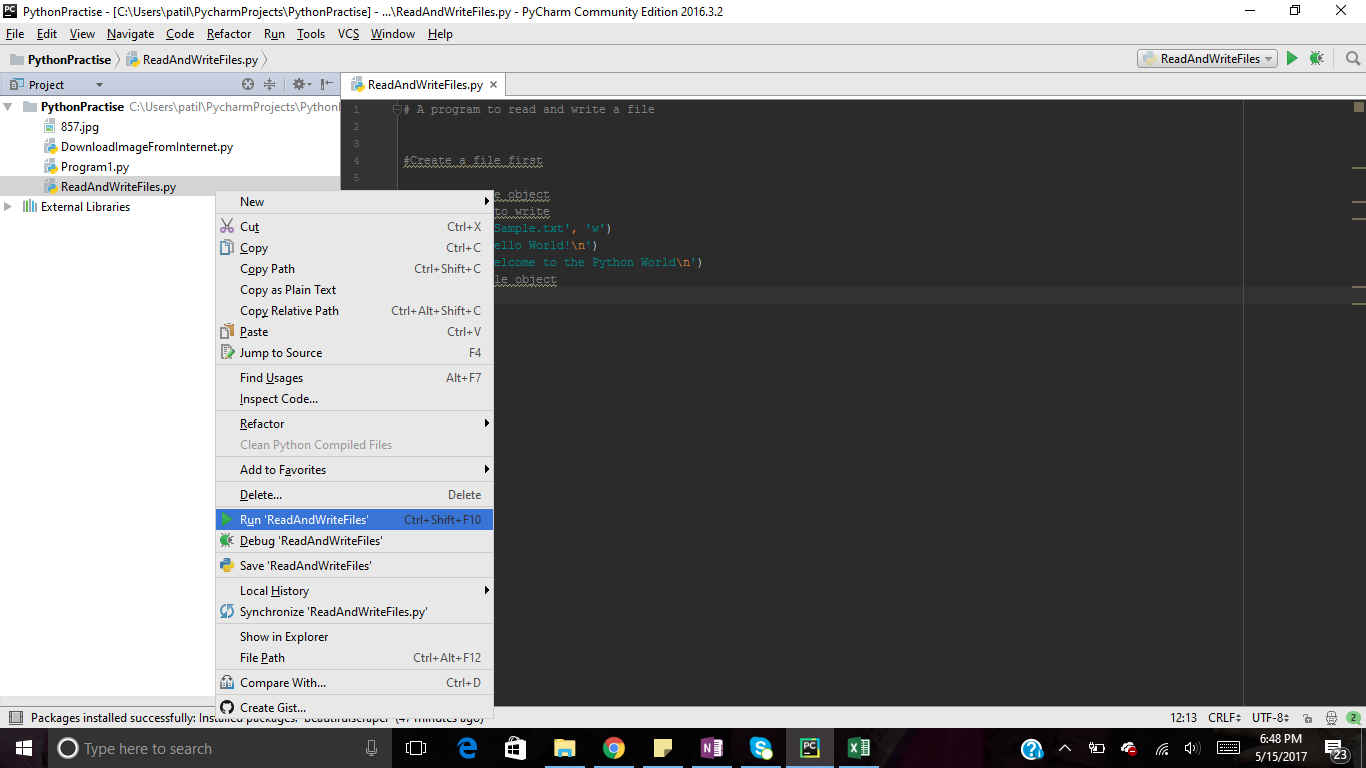 PythonPractise - [C:\Users\patil\PycharmProjects\PythonPractise] - ...\ReadAndWriteFiles.py - PyCharm Community Edition 2016.3.2
File Edit View Navigate Code Refactor Run Tools VCS Window Help
PythonPractise ReadAndWriteFiles.py ReadAndWriteFiles
Project ReadAndWriteFiles.py
PythonPractise C:\Users\patil\PycharmProjects\Pythonl
857.jpg
DownloadImageFromInternet.py
Program1.py
ReadAndWriteFiles.py
External Libraries
1 # A program to read and write a file
2
3
4 #Create a file first
5
e object
to write
Sample.txt', 'w')
ello World!\n')
elcome to the Python World\n')
le object
New
Cut Ctrl+X
Copy Ctrl+C
Copy Path Ctrl+Shift+C
Copy as Plain Text
Copy Relative Path Ctrl+Alt+Shift+C
Paste Ctrl+V
Jump to Source F4
Find Usages Alt+F7
Inspect Code...
Refactor
Clean Python Compiled Files
Add to Favorites
Delete... Delete
Run 'ReadAndWriteFiles' Ctrl+Shift+F10
Debug 'ReadAndWriteFiles'
Save 'ReadAndWriteFiles'
Local History
Synchronize 'ReadAndWriteFiles.py'
Show in Explorer
File Path Ctrl+Alt+F12
Compare With... Ctrl+D
Create Gist...
Packages installed successfully: Installed packages: 'beautifulscraper' (47 minutes ago) 12:13 CRLF UTF-8 2
Type here to search
6:48 PM
5/15/2017
23